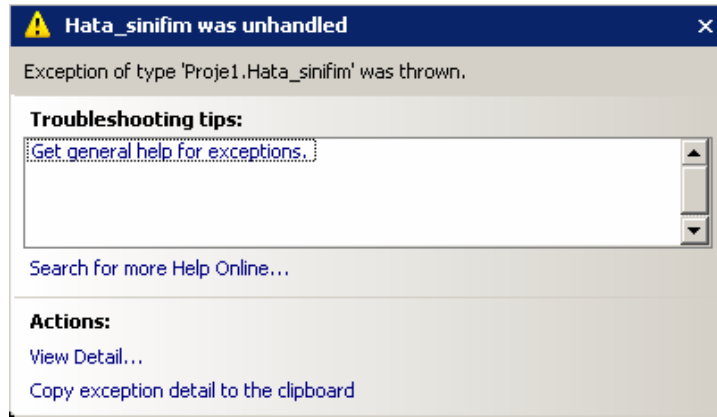 Hata_sinifim was unhandled
Exception of type 'Proje1.Hata_sinifim' was thrown.
Troubleshooting tips:
Get general help for exceptions.
Search for more Help Online...
Actions:
View Detail...
Copy exception detail to the clipboard